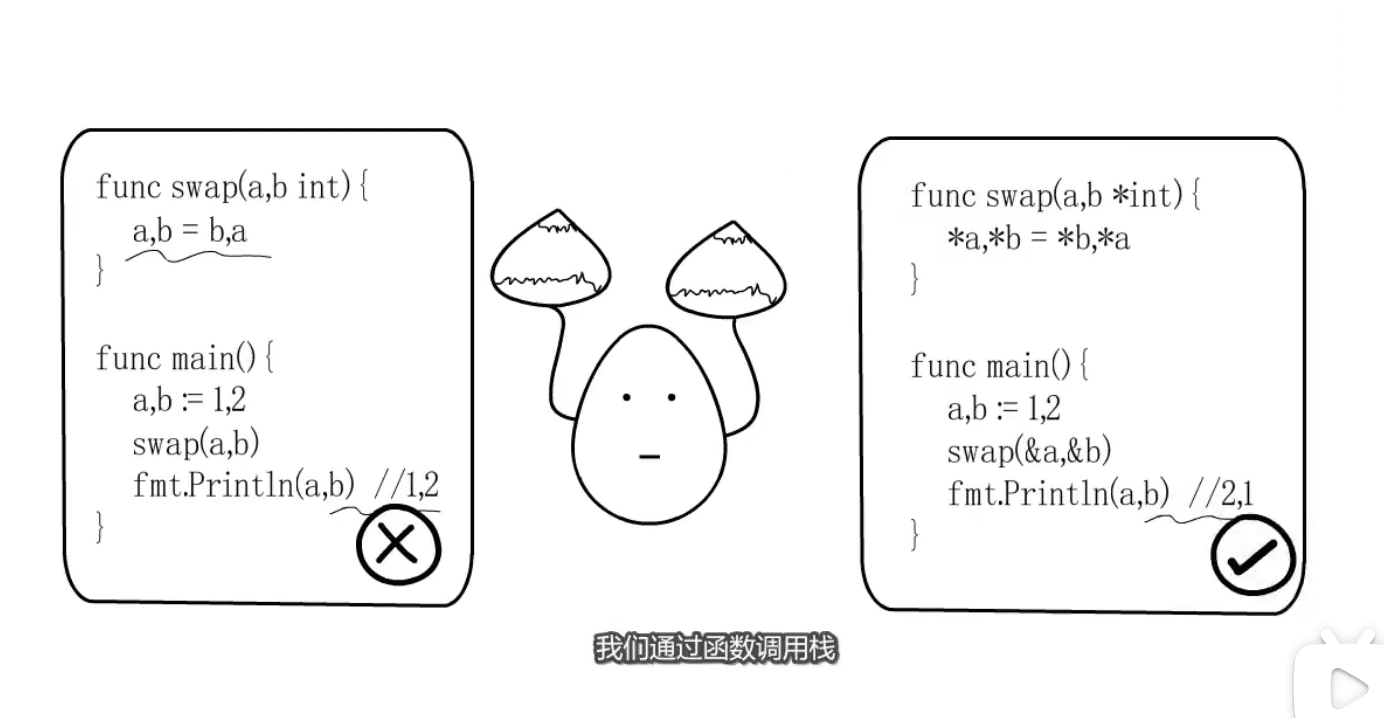 func swap(a,b int) {
a,b = b,a
}
func main() {
a,b := 1,2
swap(a,b)
fmt.Println(a,b) //1,2
}
func swap(a,b *int) {
*a,*b = *b,*a
}
func main() {
a,b := 1,2
swap(&a,&b)
fmt.Println(a,b) //2,1
}
我们通过函数调用栈